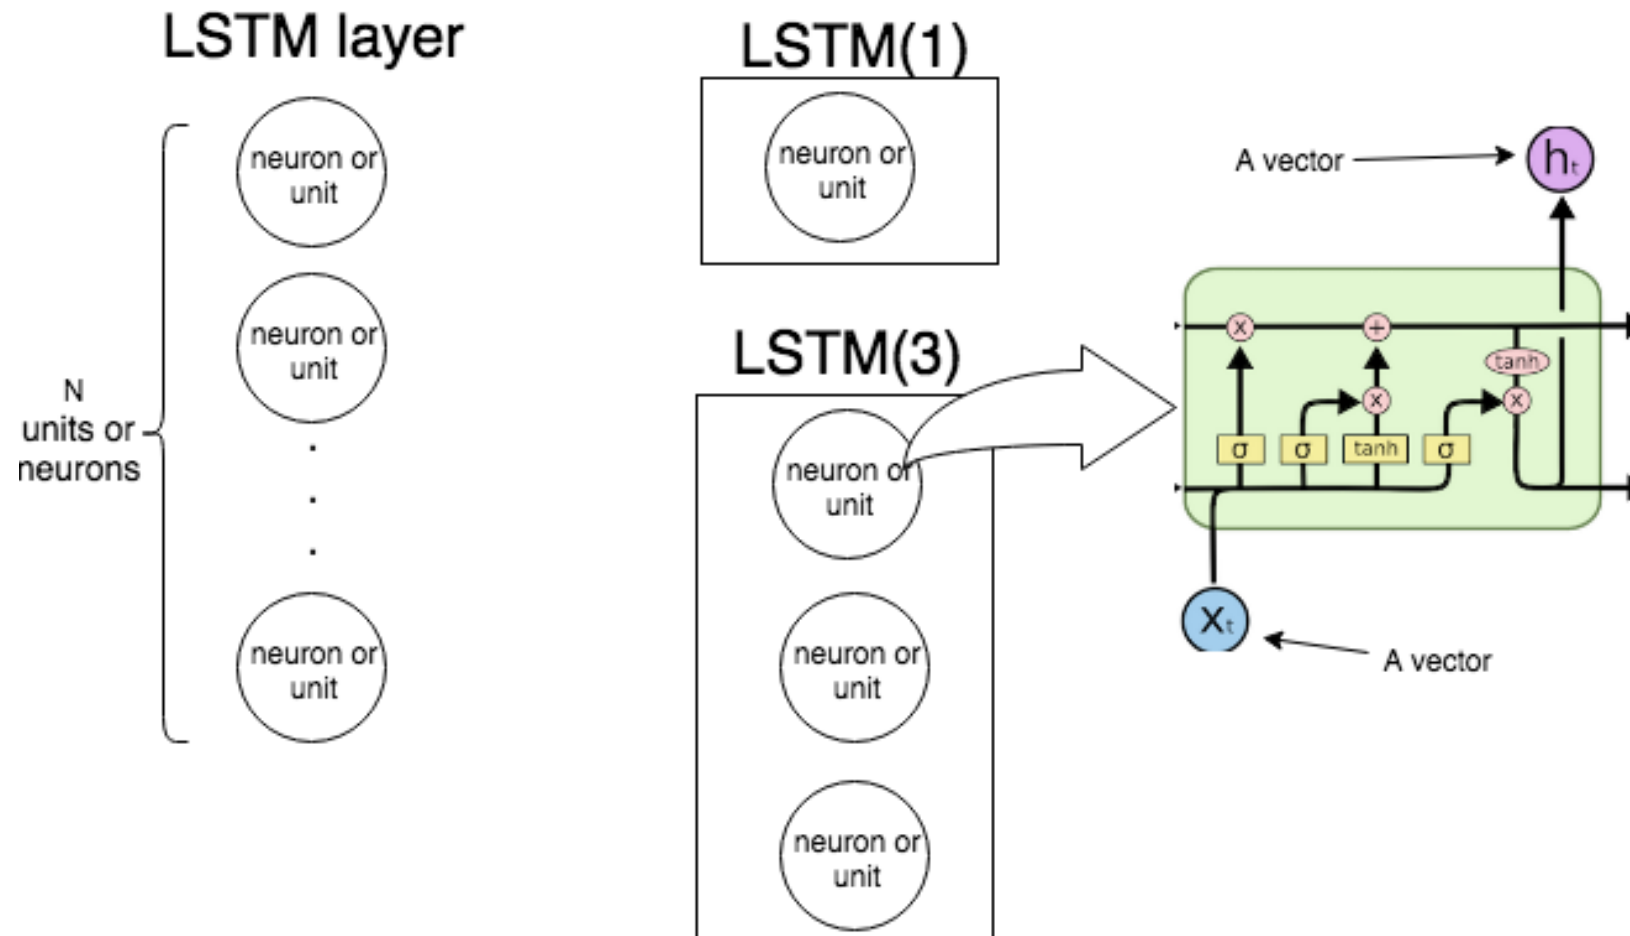 LSTM layer
neuron or
unit
neuron or
unit
.
.
.
neuron or
unit
N
units or
neurons
LSTM(1)
neuron or
unit
LSTM(3)
neuron or
unit
neuron or
unit
neuron or
unit
A vector
ht
x
+
tanh
x
x
σ
σ
tanh
σ
Xt
A vector